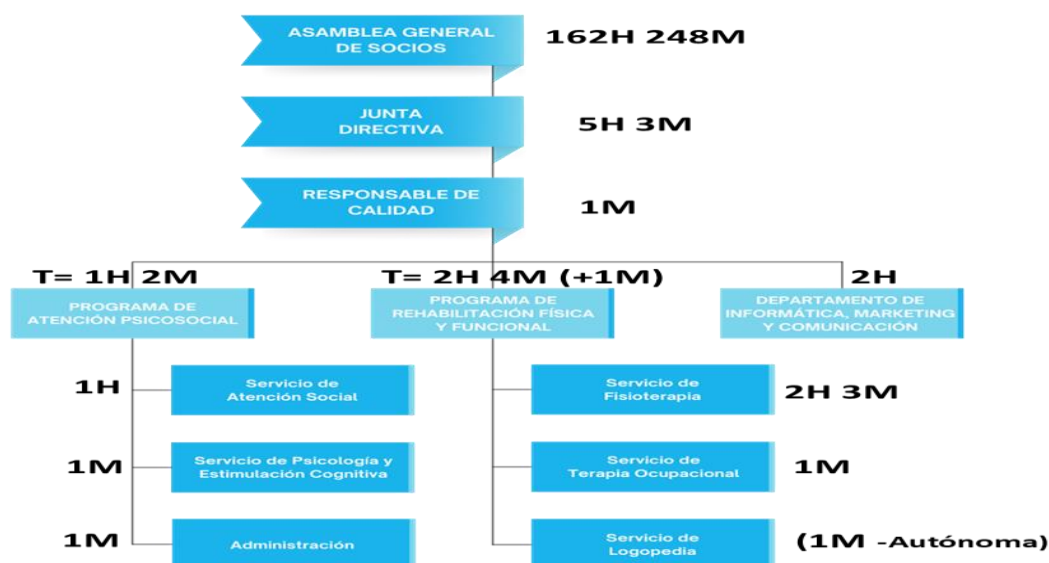 ASAMBLEA GENERAL
DE SOCIOS
162H 248M
JUNTA
DIRECTIVA
5H 3M
RESPONSABLE DE
CALIDAD
1M
T= 1H 2M
T= 2H 4M (+1M)
2H
PROGRAMA DE
ATENCIÓN PSICOSOCIAL
PROGRAMA DE
REHABILITACIÓN FÍSICA
Y FUNCIONAL
DEPARTAMENTO DE
INFORMÁTICA, MARKETING
Y COMUNICACIÓN
1H
Servicio de
Atención Social
Servicio de
Fisioterapia
2H 3M
1M
Servicio de Psicología y
Estimulación Cognitiva
Servicio de
Terapia Ocupacional
1M
1M
Administración
Servicio de
Logopedia
(1M -Autónoma)